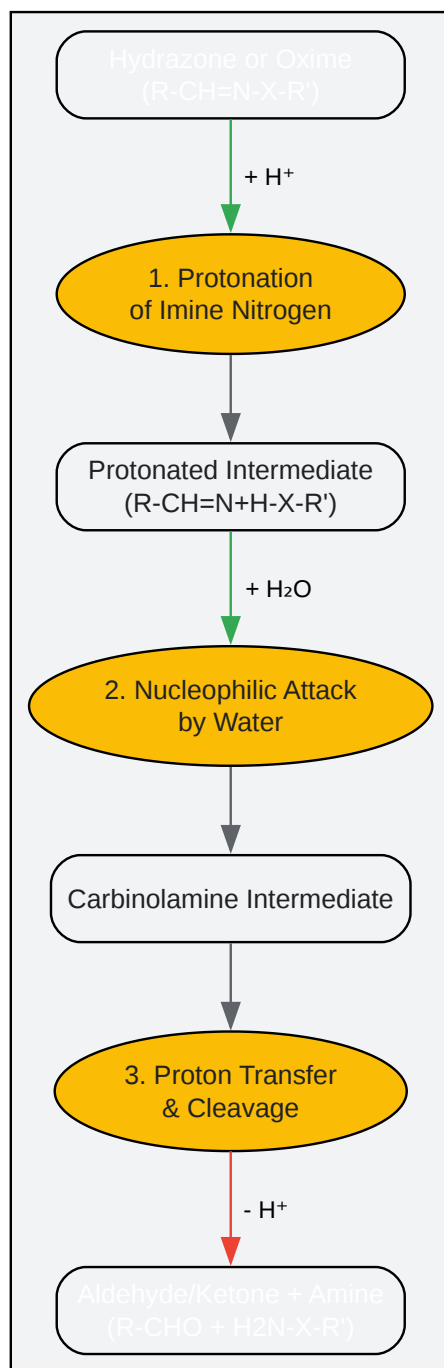 Hydrazone or Oxime
(R-CH=N-X-R')
+ H⁺
1. Protonation
of Imine Nitrogen
Protonated Intermediate
(R-CH=N+H-X-R')
+ H₂O
2. Nucleophilic Attack
by Water
Carbinolamine Intermediate
3. Proton Transfer
& Cleavage
- H⁺
Aldehyde/Ketone + Amine
(R-CHO + H2N-X-R')